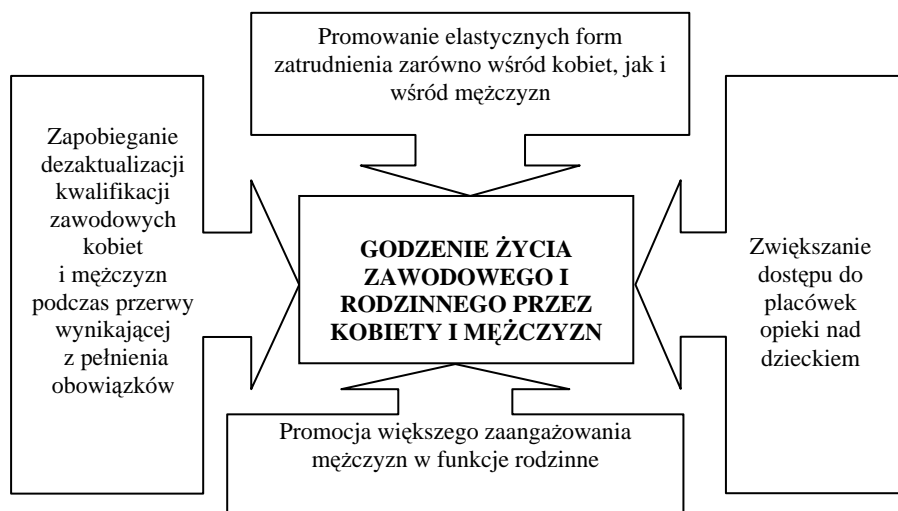 Promowanie elastycznych form
zatrudnienia zarówno wśród kobiet, jak i
wśród mężczyzn
Zapobieganie
dezaktualizacji
kwalifikacji
zawodowych
kobiet
i mężczyzn
podczas przerwy
wynikającej
z pełnienia
obowiązków
GODZENIE ŻYCIA
ZAWODOWEGO I
RODZINNEGO PRZEZ
KOBIETY I MĘŻCZYZN
Zwiększanie
dostępu do
placówek
opieki nad
dzieckiem
Promocja większego zaangażowania
mężczyzn w funkcje rodzinne